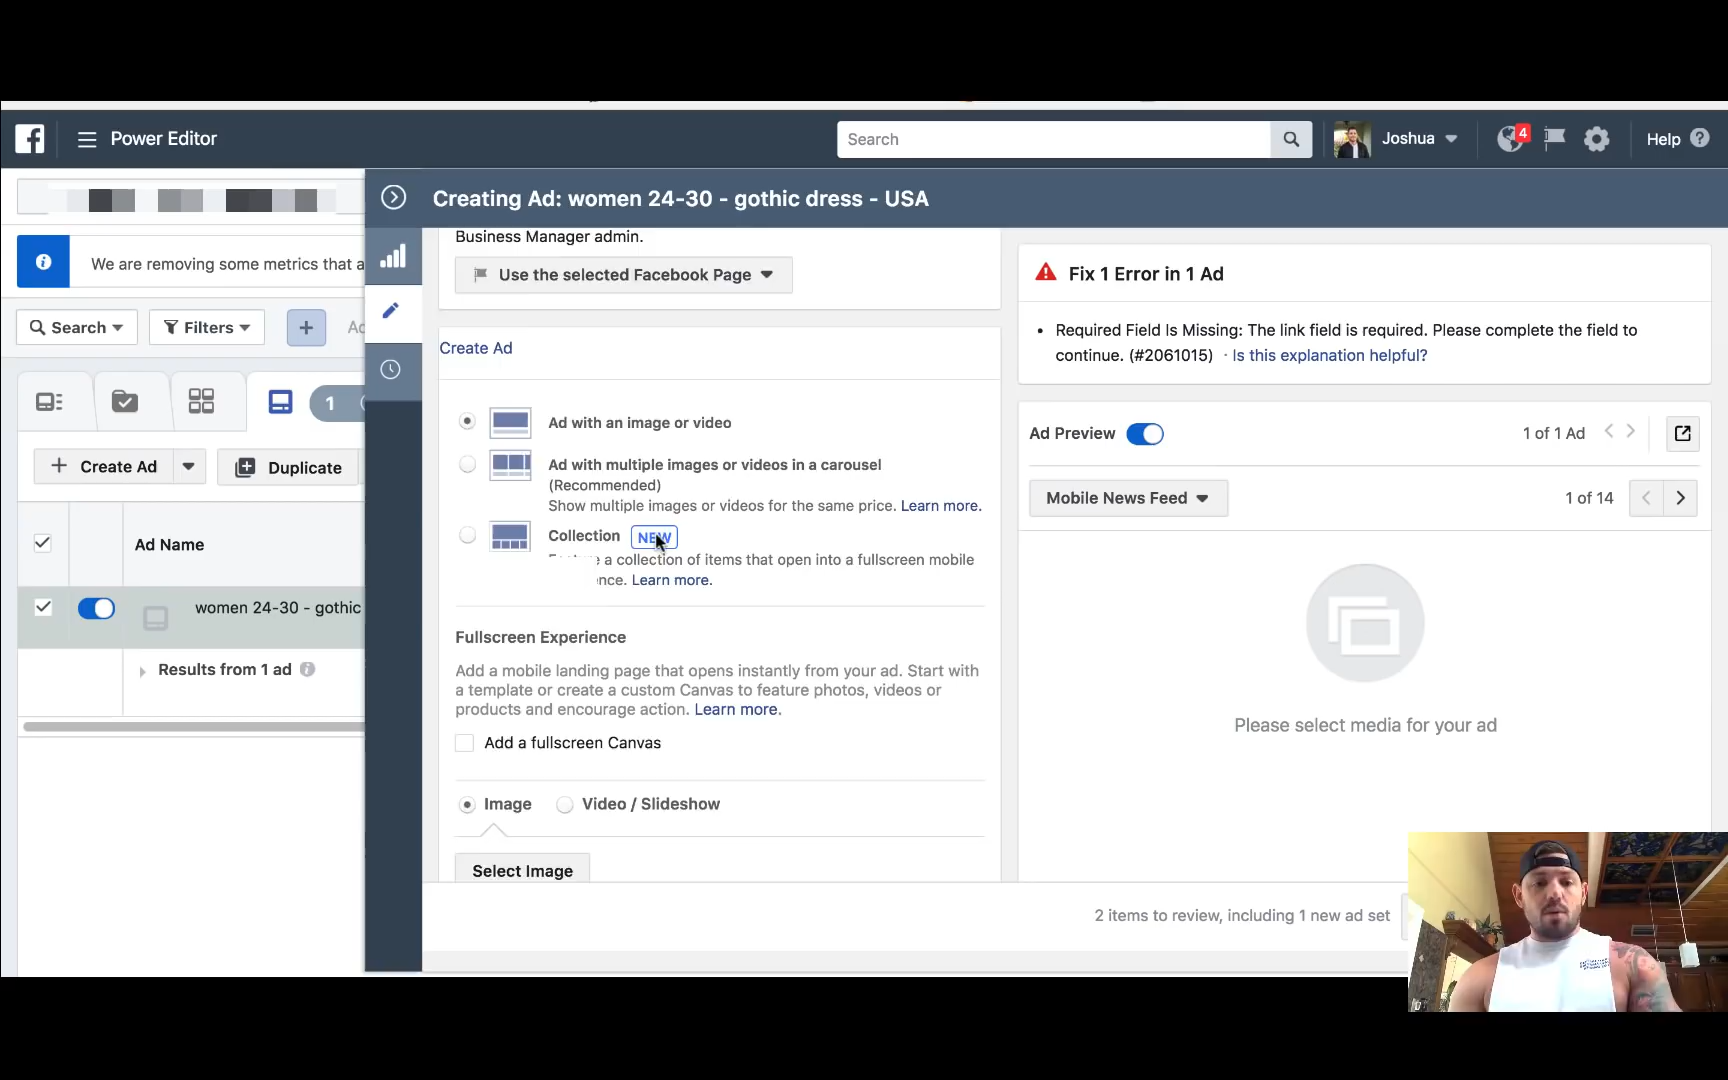 Power Editor
Search
Joshua
4
Help
We are removing some metrics that a
Search
Filters
Ad
1
Create Ad
Duplicate
Ad Name
women 24-30 - gothic
Results from 1 ad
Creating Ad: women 24-30 - gothic dress - USA
Business Manager admin.
Use the selected Facebook Page
Create Ad
Ad with an image or video
Ad with multiple images or videos in a carousel
(Recommended)
Show multiple images or videos for the same price. Learn more.
Collection NEW
a collection of items that open into a fullscreen mobile
Learn more.
Fullscreen Experience
Add a mobile landing page that opens instantly from your ad. Start with
a template or create a custom Canvas to feature photos, videos or
products and encourage action. Learn more.
Add a fullscreen Canvas
Image
Video / Slideshow
Select Image
Fix 1 Error in 1 Ad
• Required Field Is Missing: The link field is required. Please complete the field to
continue. (#2061015) · Is this explanation helpful?
Ad Preview
1 of 1 Ad
Mobile News Feed
1 of 14
Please select media for your ad
2 items to review, including 1 new ad set